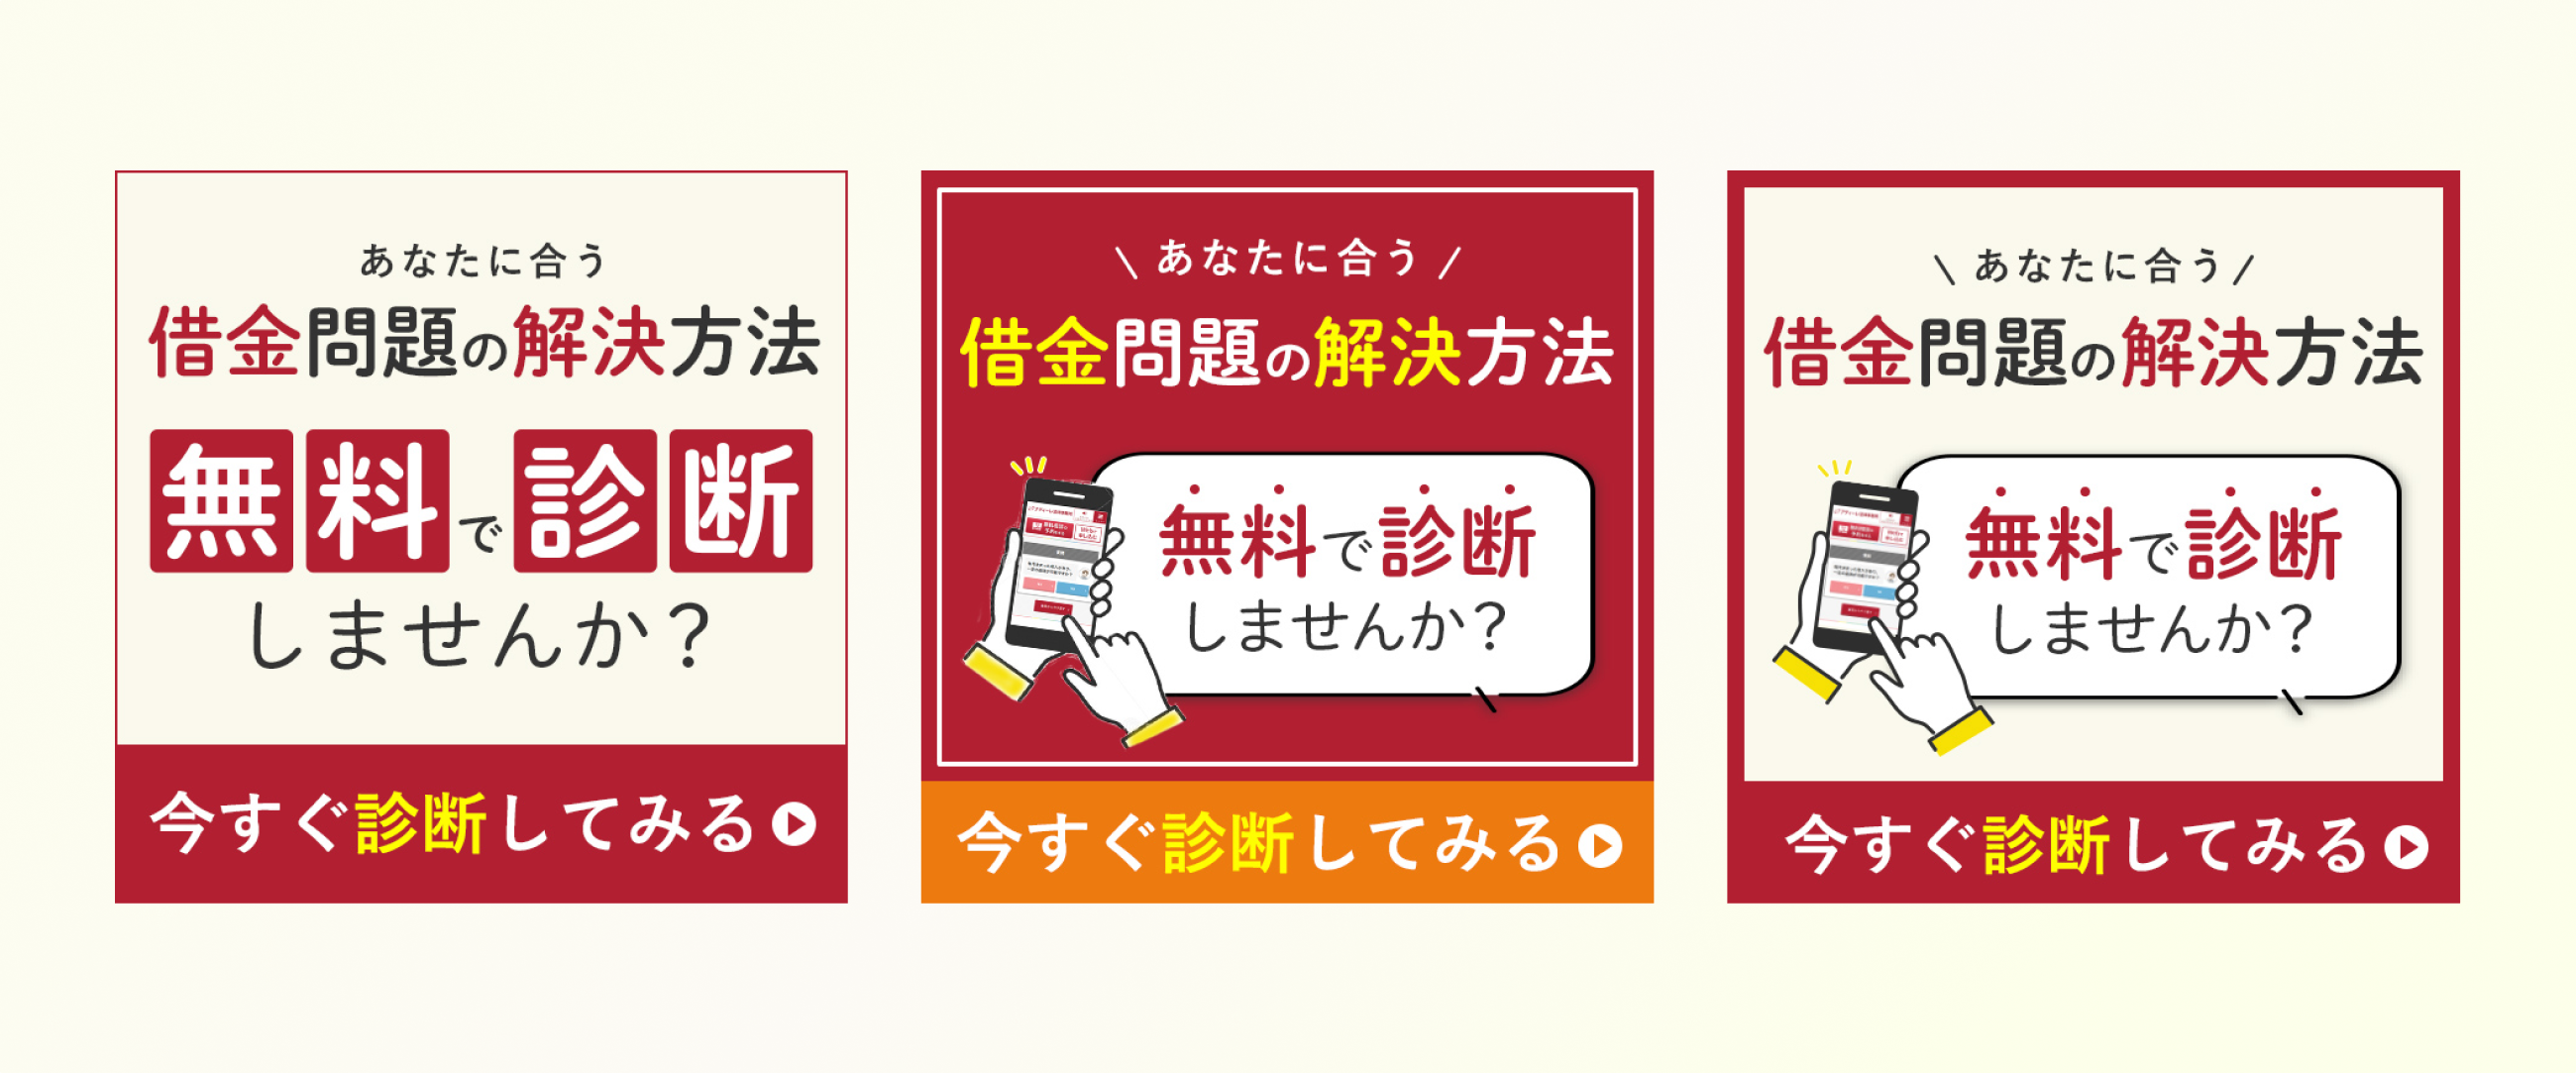 あなたに合う
借金問題の解決方法
無料で診断
しませんか?
今すぐ診断してみる
あなたに合う
借金問題の解決方法
無料で診断
しませんか?
今すぐ診断してみる
あなたに合う
借金問題の解決方法
無料で診断
しませんか?
今すぐ診断してみる